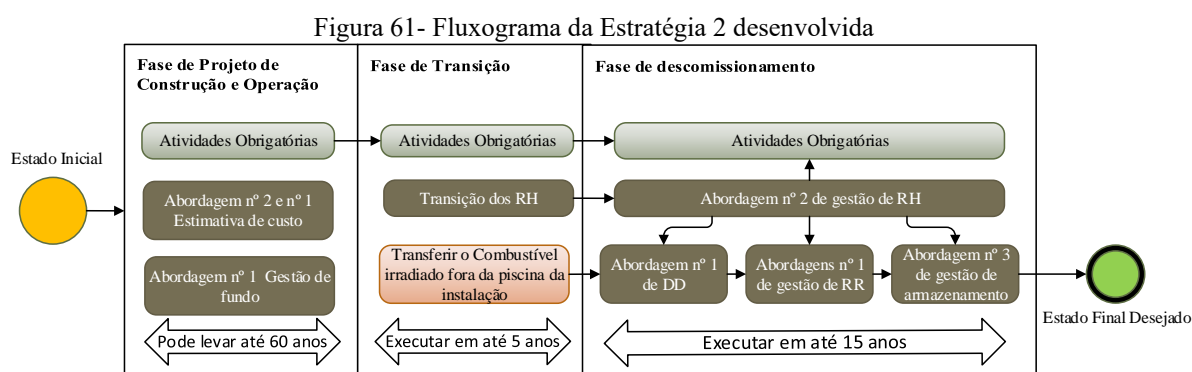 Figura 61- Fluxograma da Estratégia 2 desenvolvida
Fase de Projeto de
Construção e Operação
Fase de Transição
Fase de descomissionamento
Estado Inicial
Atividades Obrigatórias
Atividades Obrigatórias
Atividades Obrigatórias
Abordagem nº 2 e nº 1
Estimativa de custo
Transição dos RH
Abordagem nº 2 de gestão de RH
Abordagem nº 1 Gestão de
fundo
Transferir o Combustível
irradiado fora da piscina da
instalação
Abordagem nº 1
de DD
Abordagens nº 1
de gestão de RR
Abordagem nº 3
de gestão de
armazenamento
Estado Final Desejado
Pode levar até 60 anos
Executar em até 5 anos
Executar em até 15 anos